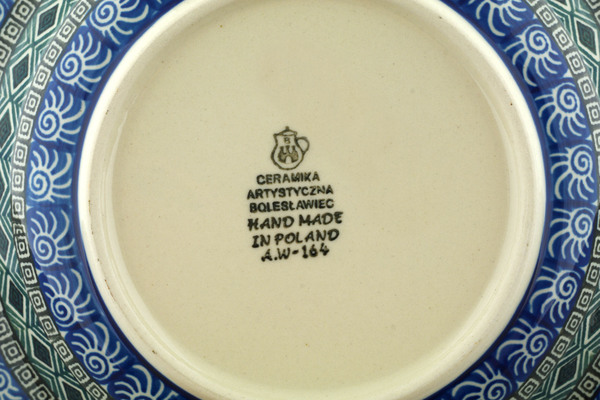 B
CERAMIKA
ARTYSTYCZNA
BOLESŁAWIEC
HAND MADE
IN POLAND
A.W-164